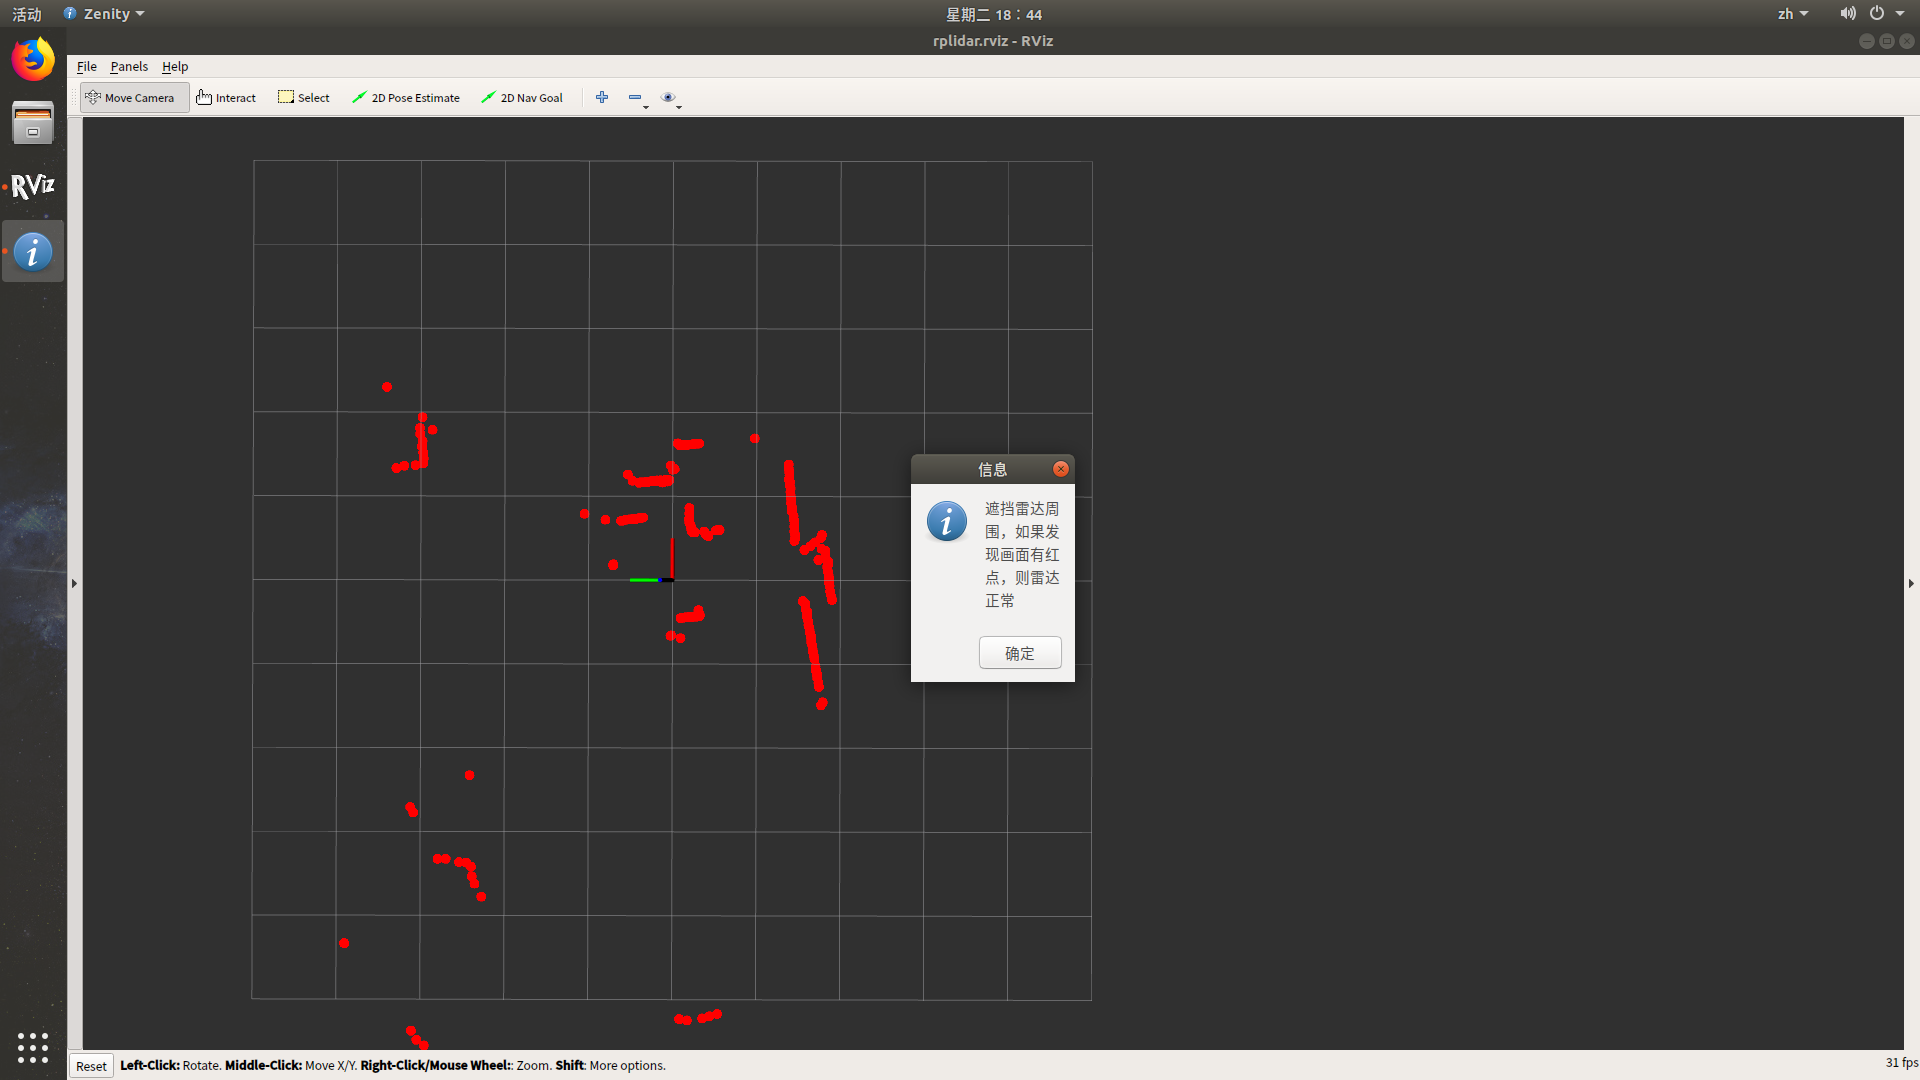 活动
Zenity
星期二 18：44
zh
rplidar.rviz - RViz
File Panels Help
Move Camera Interact Select 2D Pose Estimate 2D Nav Goal
RViz
信息
遮挡雷达周
围，如果发
现画面有红
点，则雷达
正常
确定
Reset Left-Click: Rotate. Middle-Click: Move X/Y. Right-Click/Mouse Wheel:: Zoom. Shift: More options.
31 fps